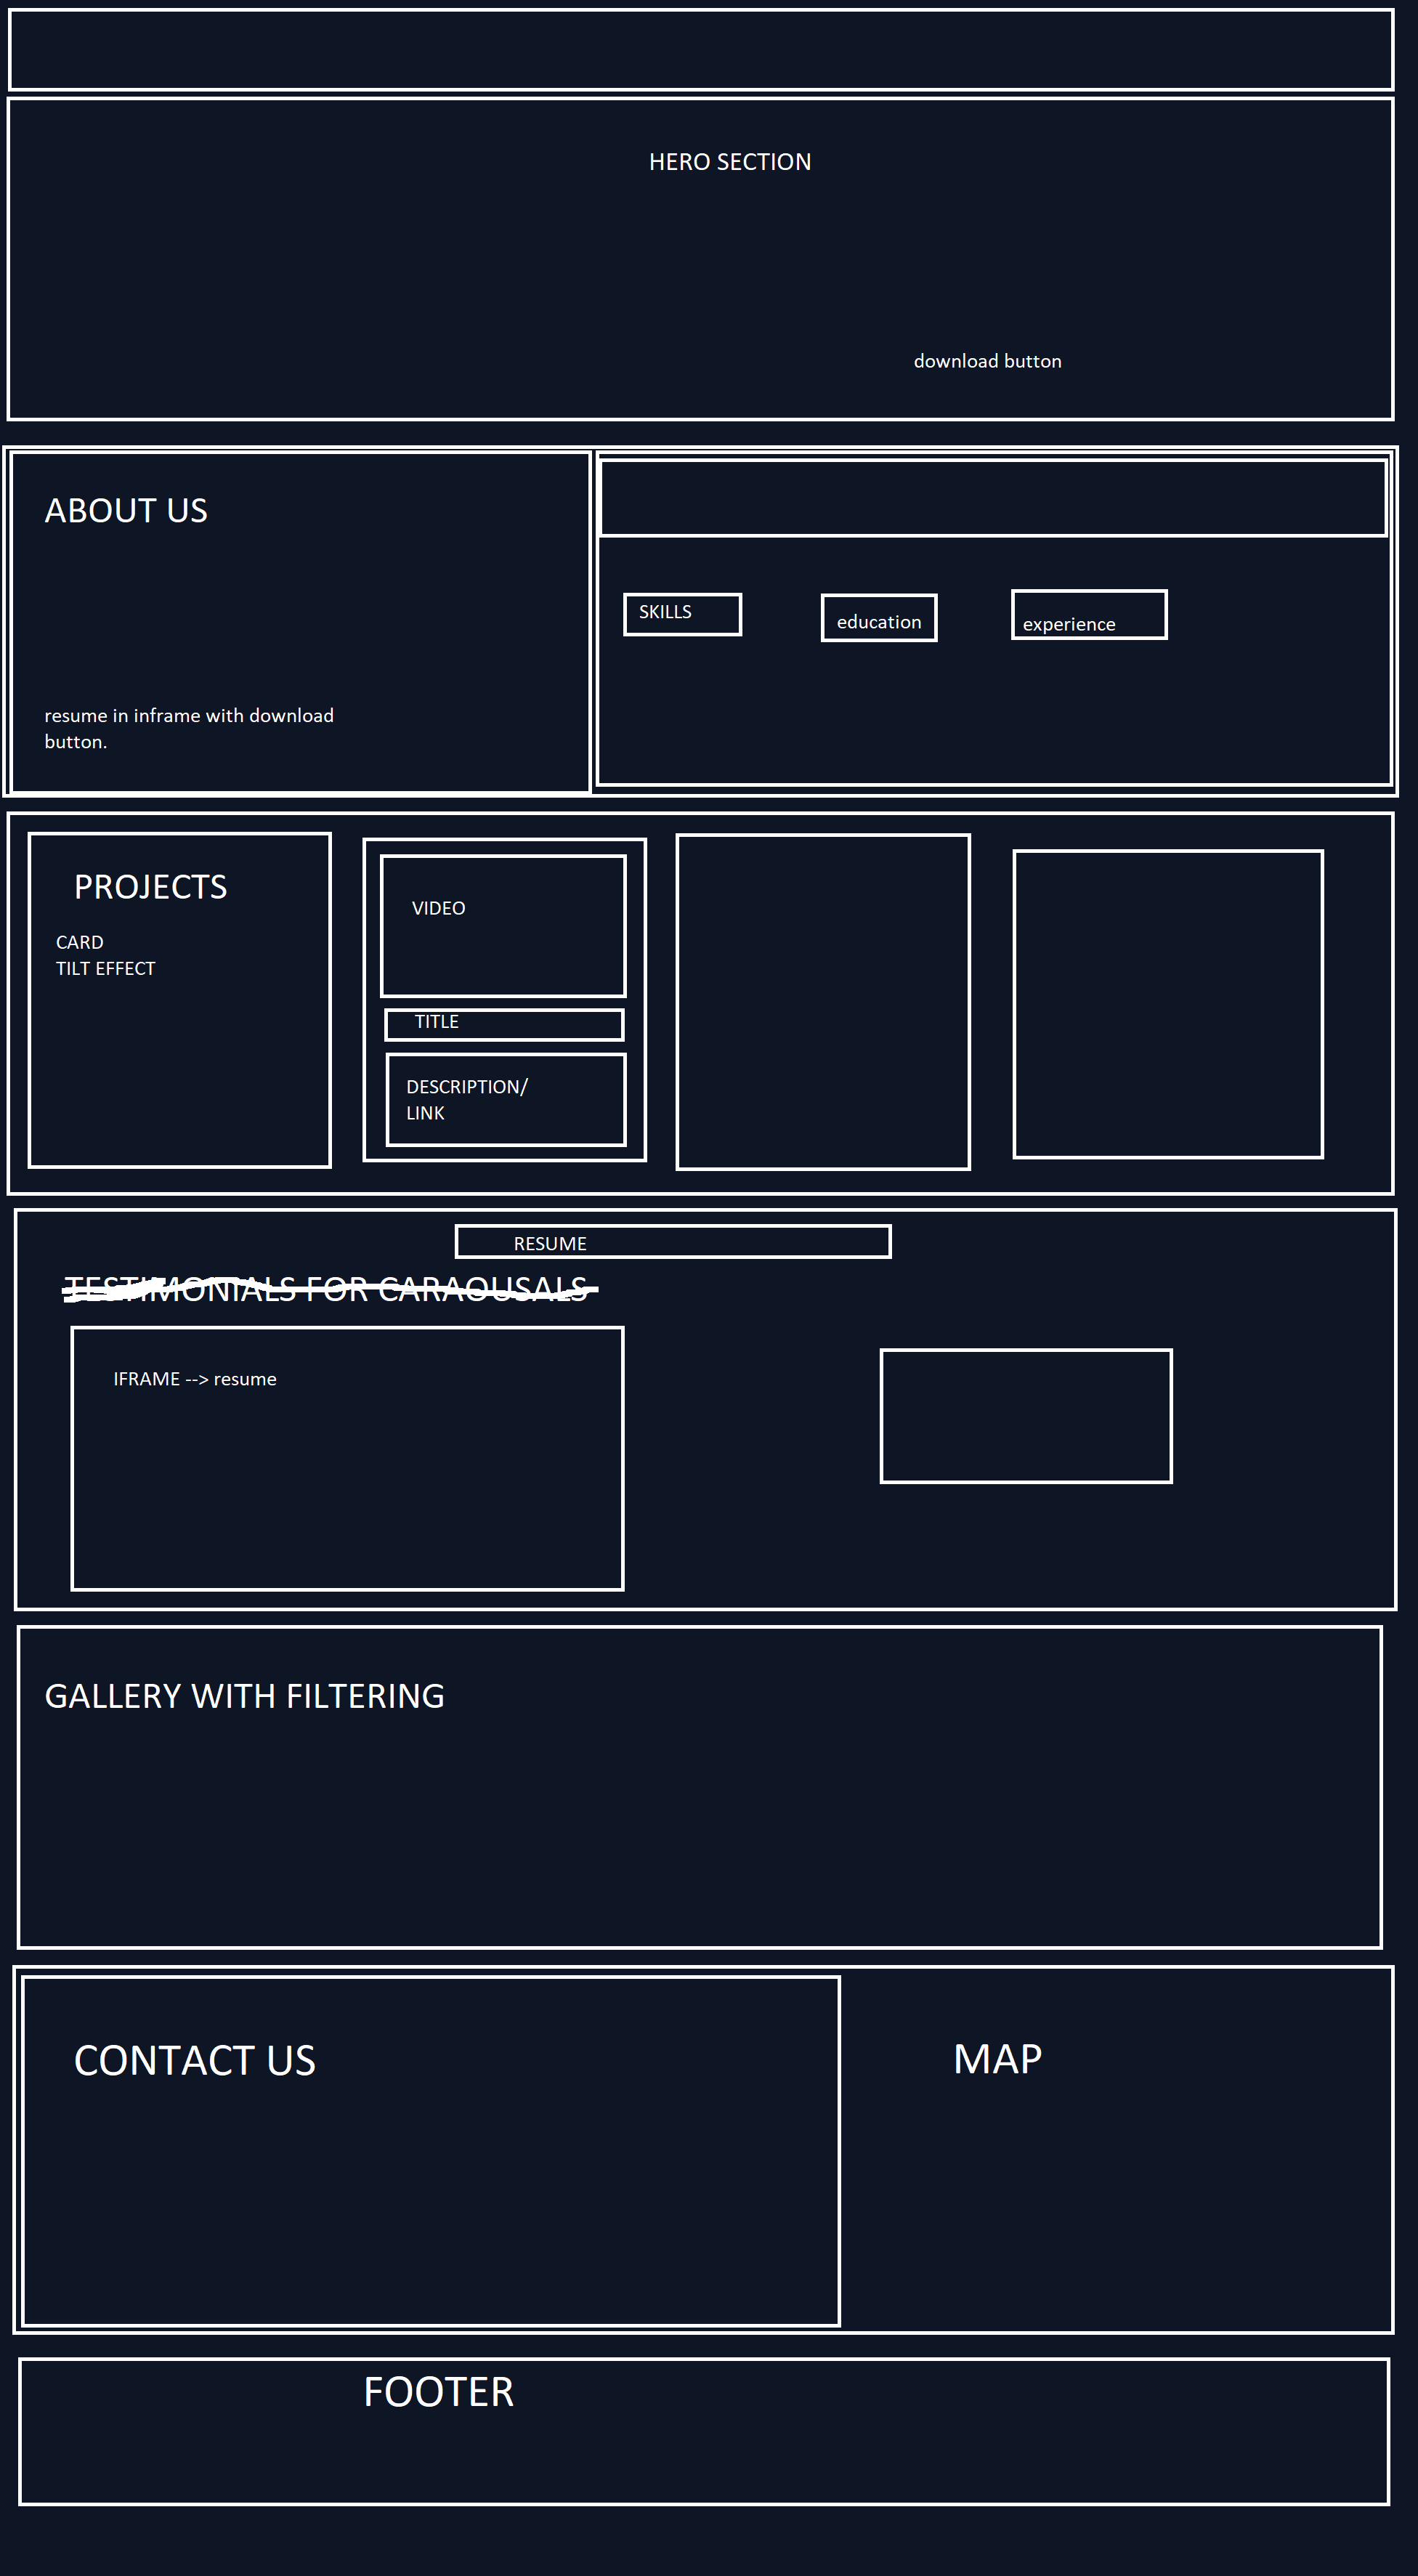 HERO SECTION
download button
ABOUT US
SKILLS
education
experience
resume in inframe with download
button.
PROJECTS
CARD
TILT EFFECT
VIDEO
TITLE
DESCRIPTION/
LINK
RESUME
TESTIMONIALS FOR CARAOUSALS
IFRAME --> resume
GALLERY WITH FILTERING
CONTACT US
MAP
FOOTER